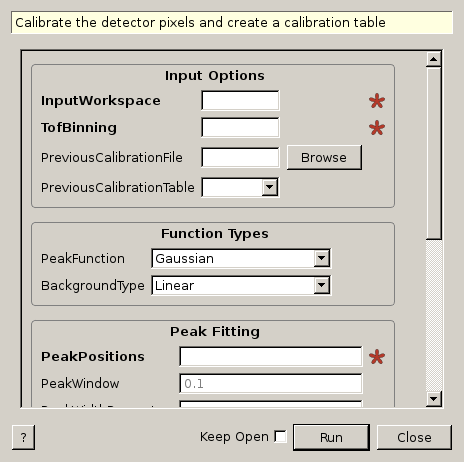 Calibrate the detector pixels and create a calibration table
Input Options
InputWorkspace *
TofBinning *
PreviousCalibrationFile Browse
PreviousCalibrationTable
Function Types
PeakFunction Gaussian
BackgroundType Linear
Peak Fitting
PeakPositions *
PeakWindow 0.1
? Keep Open Run Close